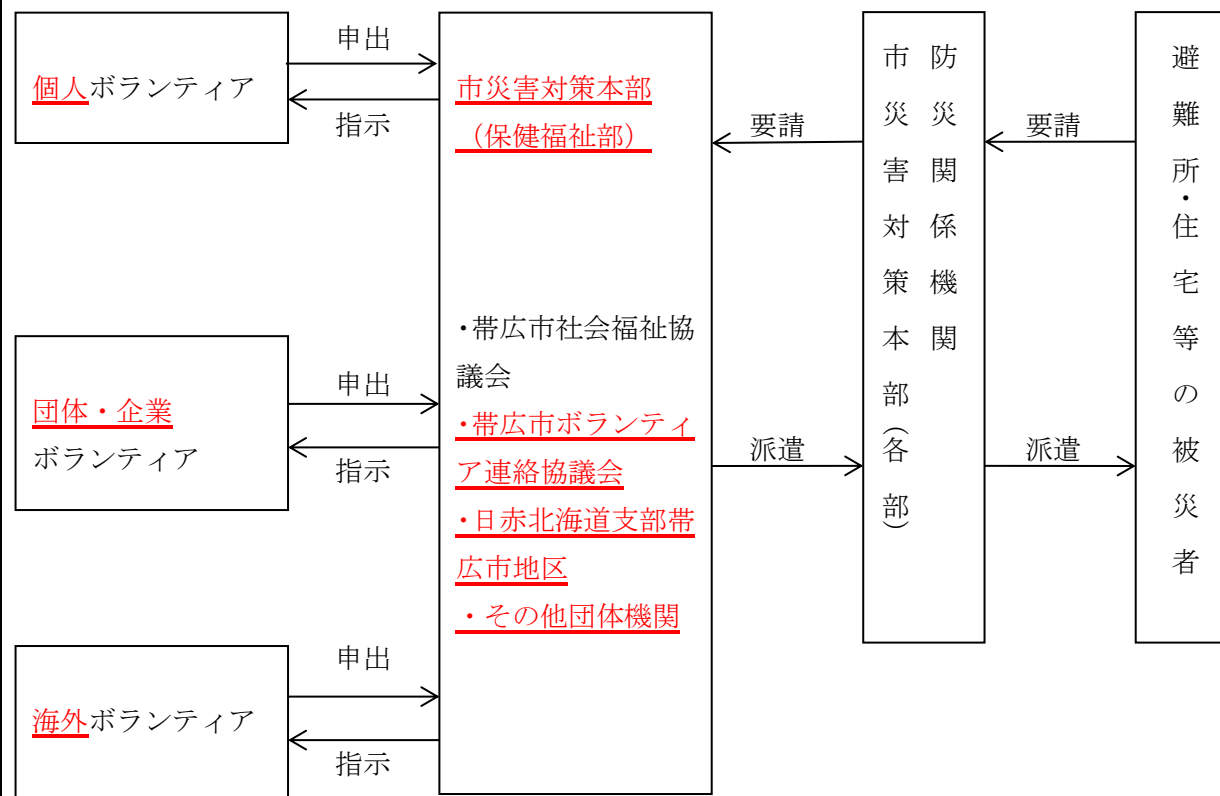 申出
個人ボランティア
指示
申出
団体・企業
ボランティア
指示
申出
海外ボランティア
指示
市災害対策本部
（保健福祉部）
・帯広市社会福祉協
議会
・帯広市ボランティ
ア連絡協議会
・日赤北海道支部帯
広市地区
・その他団体機関
要請
派遣
防災関係機関
市災害対策本部（各部）
要請
派遣
避難所・住宅等の被災者